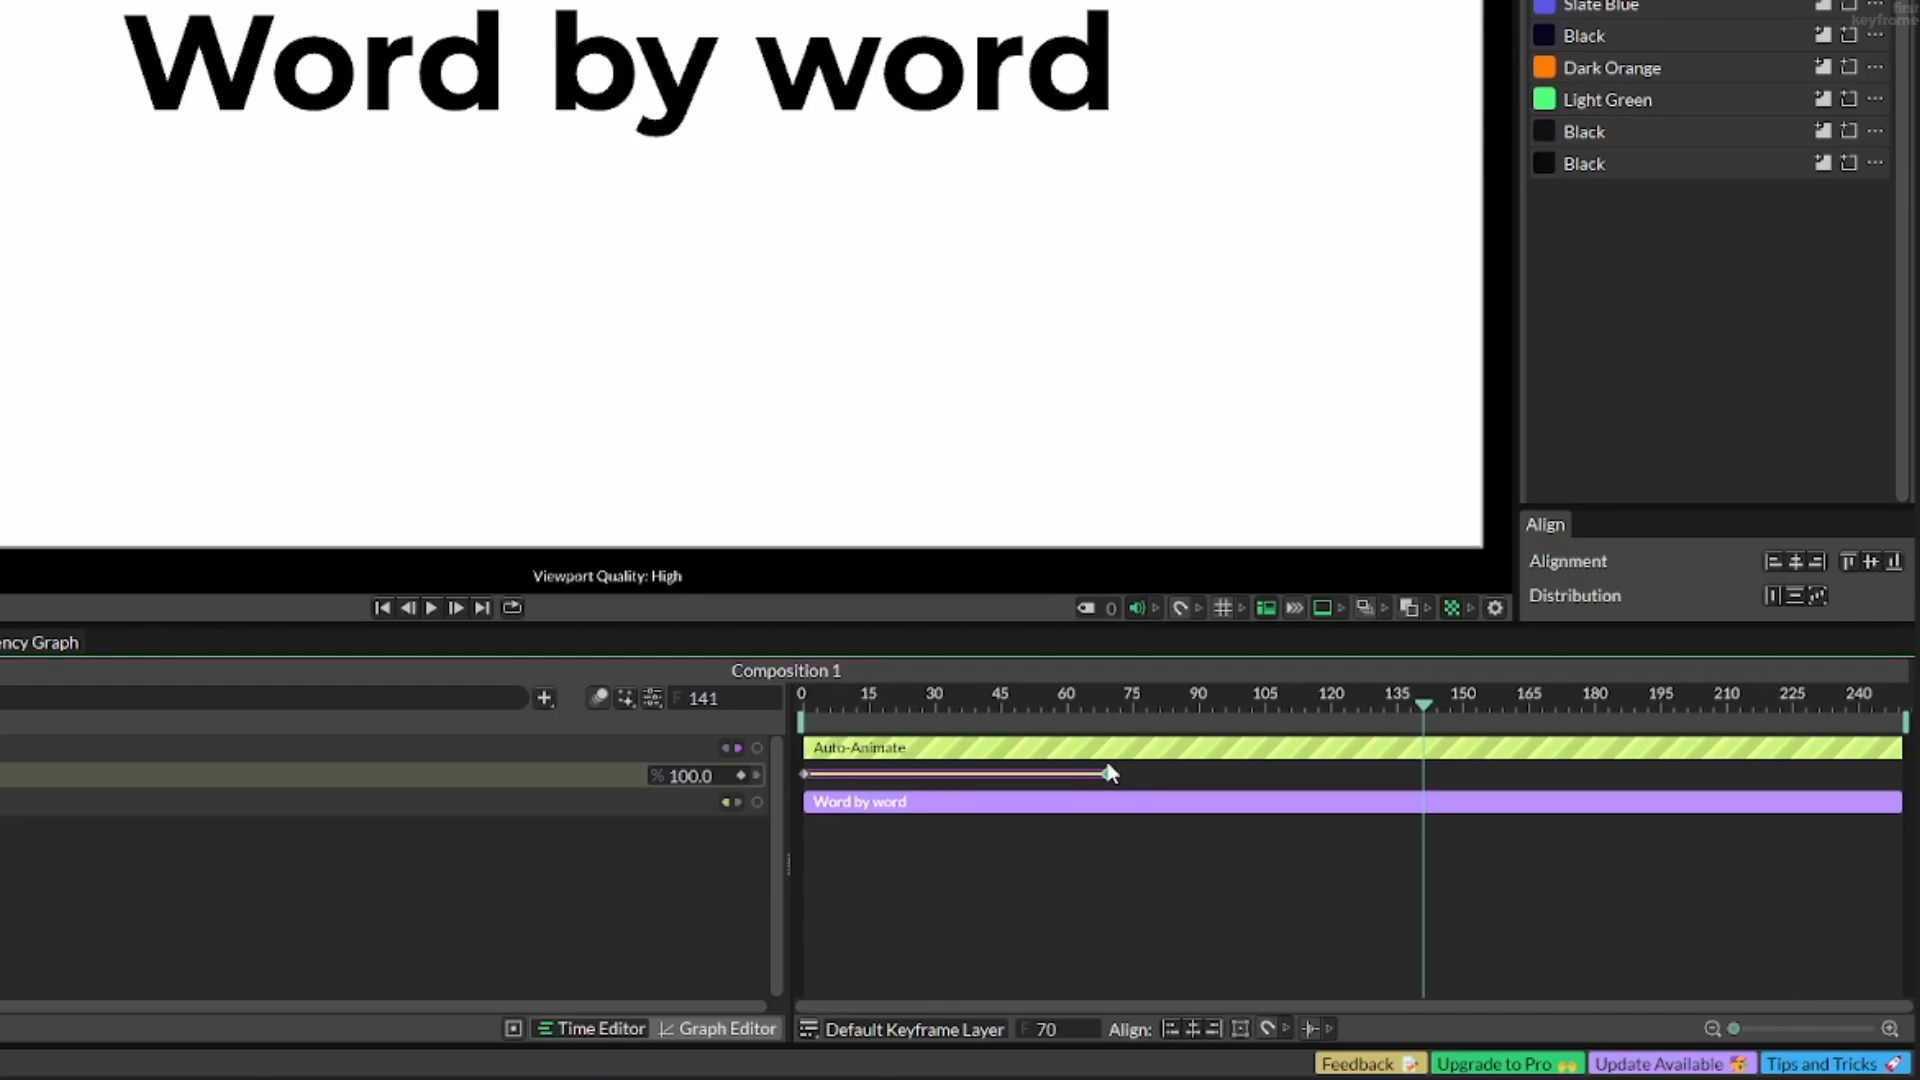 Word by word
Slate Blue
first
keyframe
Black
Dark Orange
Light Green
Black
Black
Align
Alignment
Distribution
Viewport Quality: High
0
ency Graph
Composition 1
F 141
0 15 30 45 60 75 90 105 120 135 150 165 180 195 210 225 240
Auto-Animate
% 100.0
Word by word
Time Editor Graph Editor
Default Keyframe Layer F 70 Align:
Feedback Upgrade to Pro Update Available Tips and Tricks